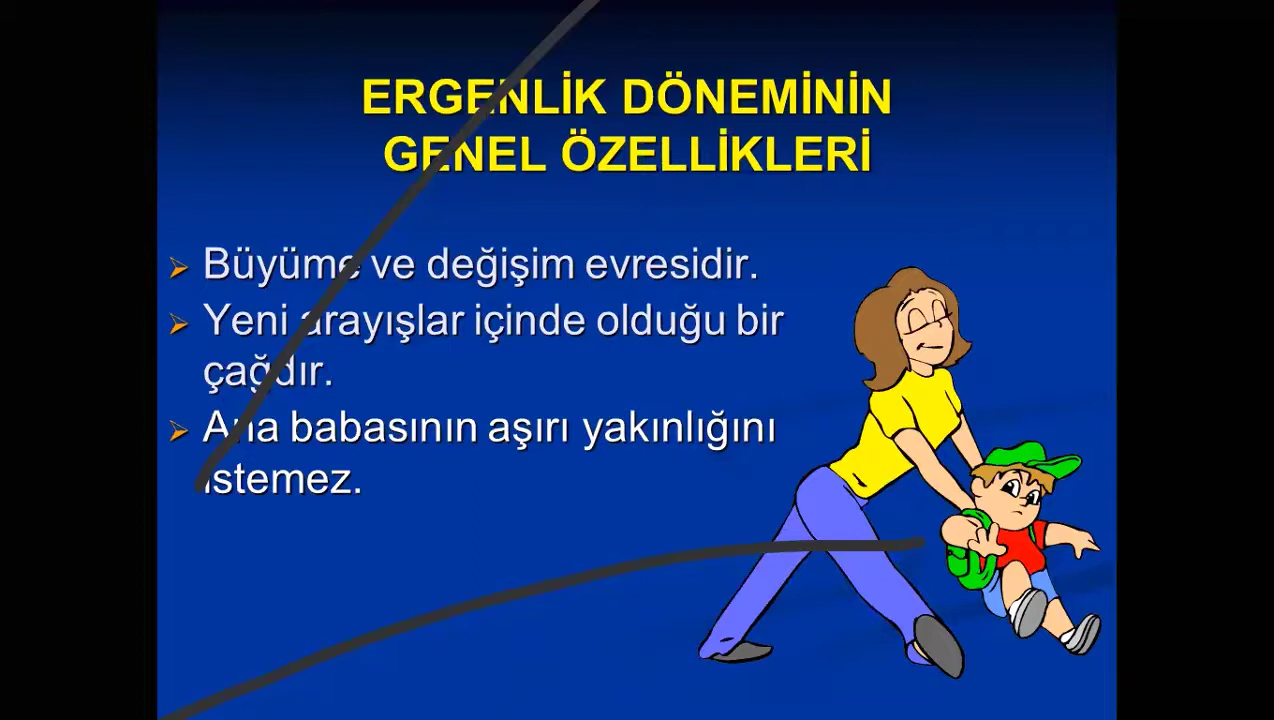 ERGENLİK DÖNEMİNİN
GENEL ÖZELLİKLERİ
Büyüme ve değişim evresidir.
Yeni arayışlar içinde olduğu bir
çağdır.
Ana babasının aşırı yakınlığını
istemez.